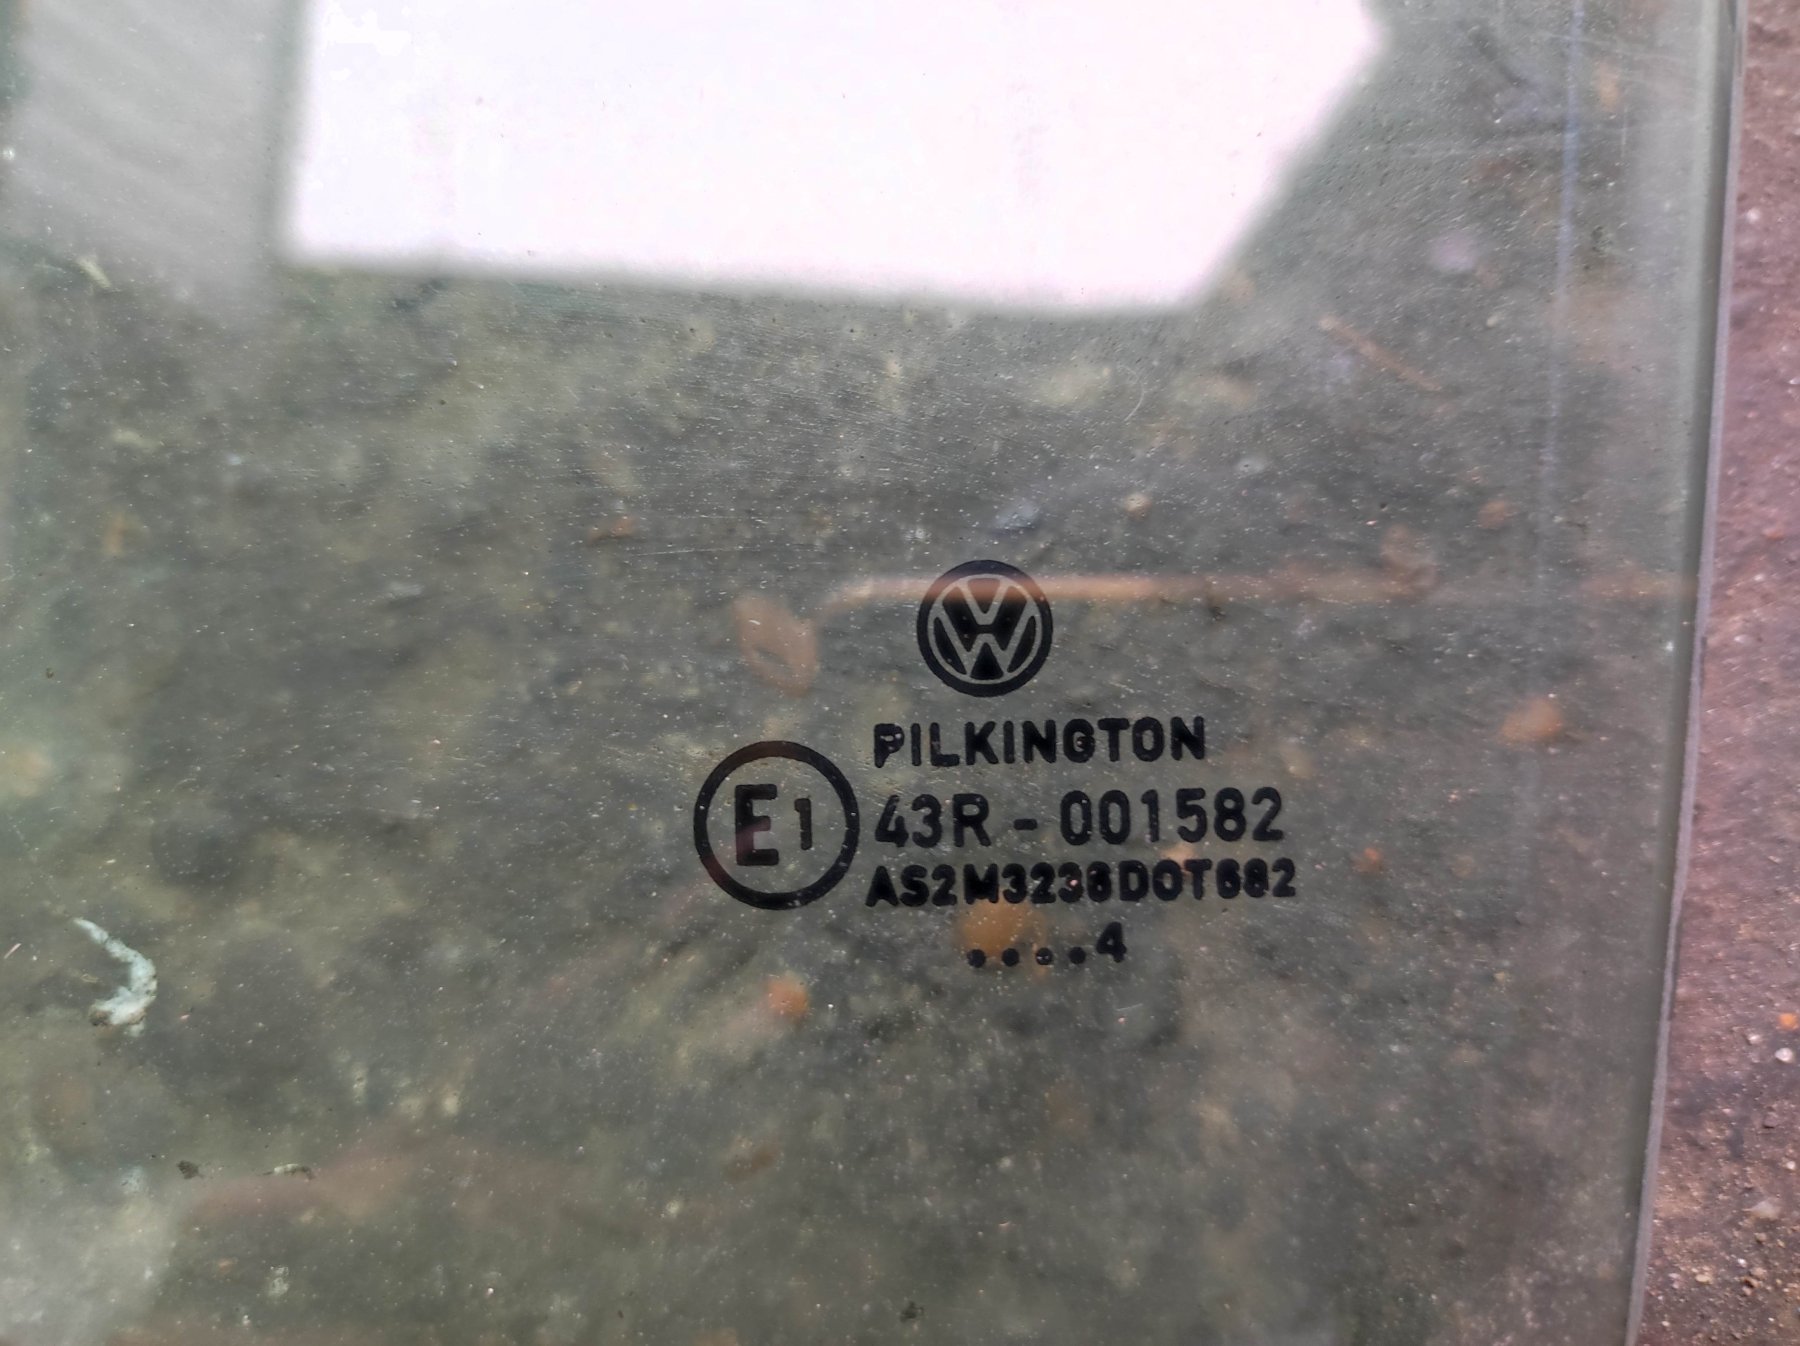 PILKINGTON
E1 43R - 001582
AS2M3238DOT682
....4